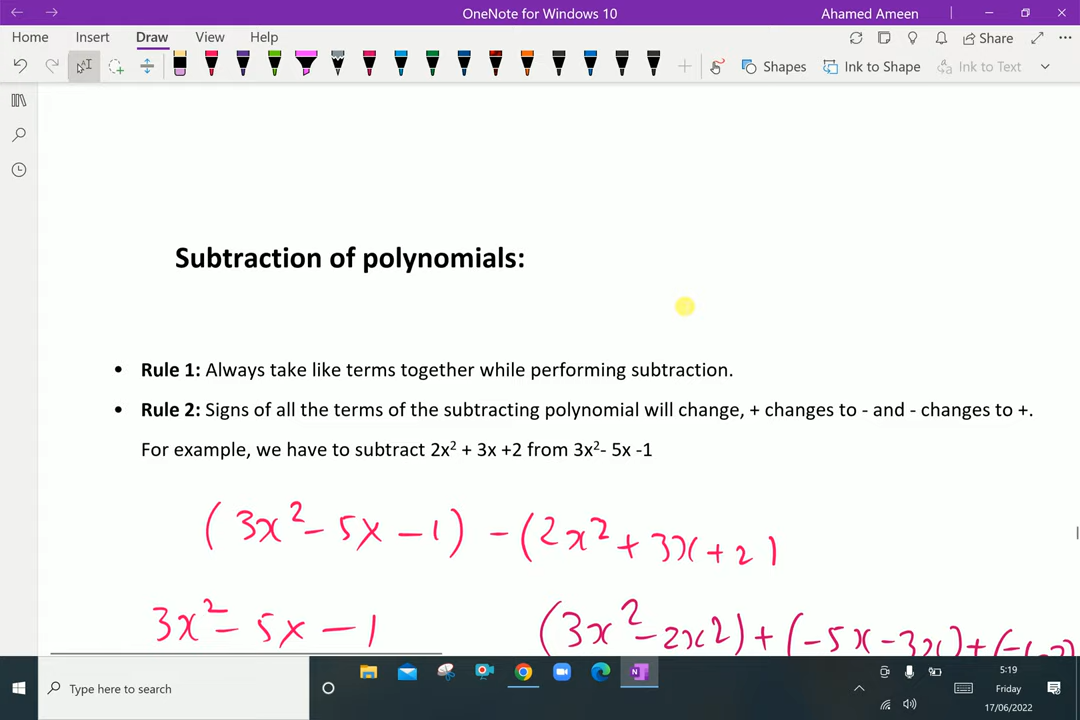 OneNote for Windows 10
Ahamed Ameen
Home Insert Draw View Help
Share
Shapes
Ink to Shape
Ink to Text
Subtraction of polynomials:
• Rule 1: Always take like terms together while performing subtraction.
• Rule 2: Signs of all the terms of the subtracting polynomial will change, + changes to - and - changes to +.
For example, we have to subtract 2x² + 3x +2 from 3x²- 5x -1
(3x² - 5x - 1) - (2x² + 3x + 2)
3x² - 5x - 1
(3x² - 2x2) + (-5x - 3x) +
Type here to search
5:19
Friday
17/06/2022